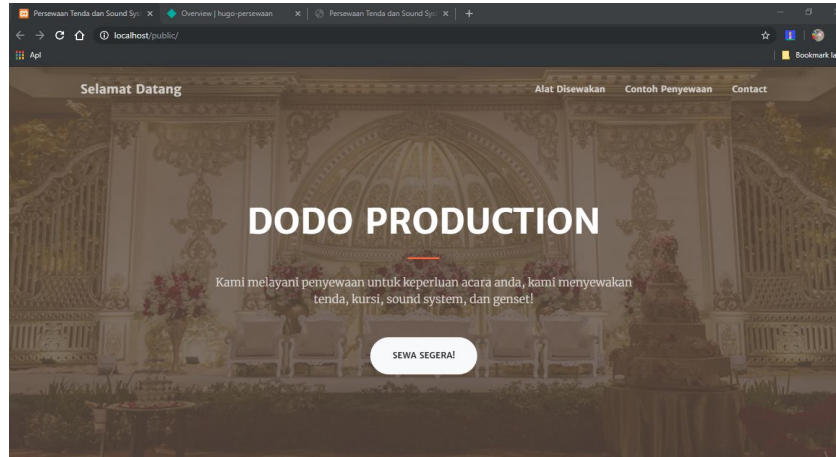 Persewaan Tenda dan Sound Sys
Overview | hugo-persewaan
Persewaan Tenda dan Sound Sys
localhost/public/
Apl
Bookmark la
Selamat Datang
Alat Disewakan
Contoh Penyewaan
Contact
DODO PRODUCTION
Kami melayani penyewaan untuk keperluan acara anda, kami menyewakan
tenda, kursi, sound system, dan genset!
SEWA SEGERA!